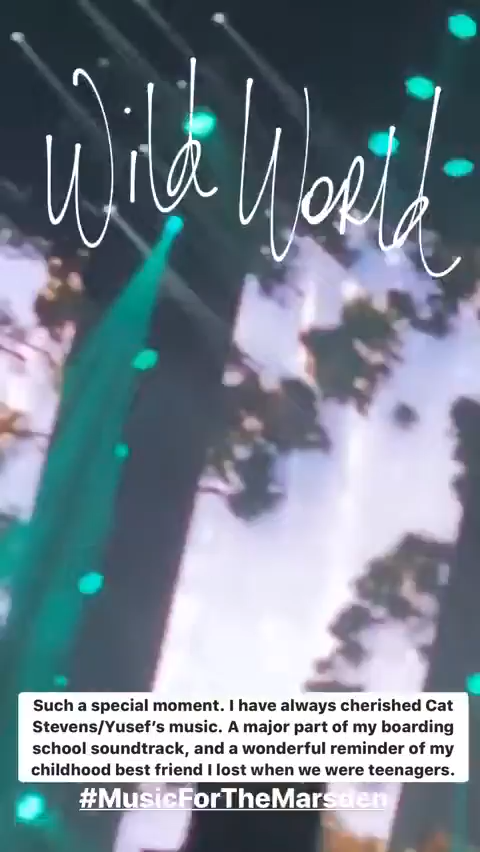 Wild World
Such a special moment. I have always cherished Cat
Stevens/Yusef's music. A major part of my boarding
school soundtrack, and a wonderful reminder of my
childhood best friend I lost when we were teenagers.
#MusicForTheMarsden